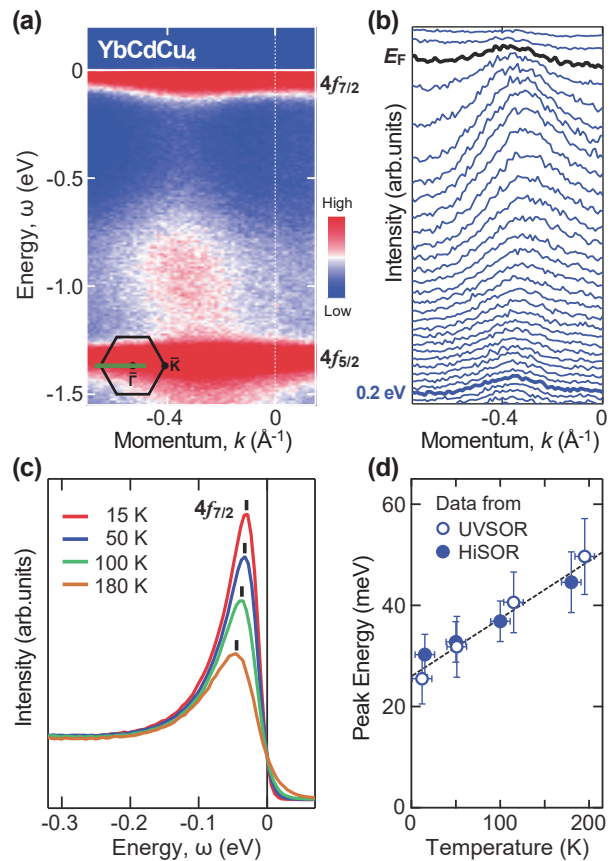 (a)
YbCdCu4
0
-0.5
-1.0
-1.5
Energy, ω (eV)
4f7/2
High
Low
4f5/2
Γ̄
K̄
-0.4
0
Momentum, k (Å-1)
(b)
EF
Intensity (arb.units)
0.2 eV
-0.4
0
Momentum, k (Å-1)
(c)
15 K
50 K
100 K
180 K
4f7/2
Intensity (arb.units)
-0.3
-0.2
-0.1
0
Energy, ω (eV)
(d)
Data from
UVSOR
HiSOR
60
40
20
0
Peak Energy (meV)
0
100
200
Temperature (K)